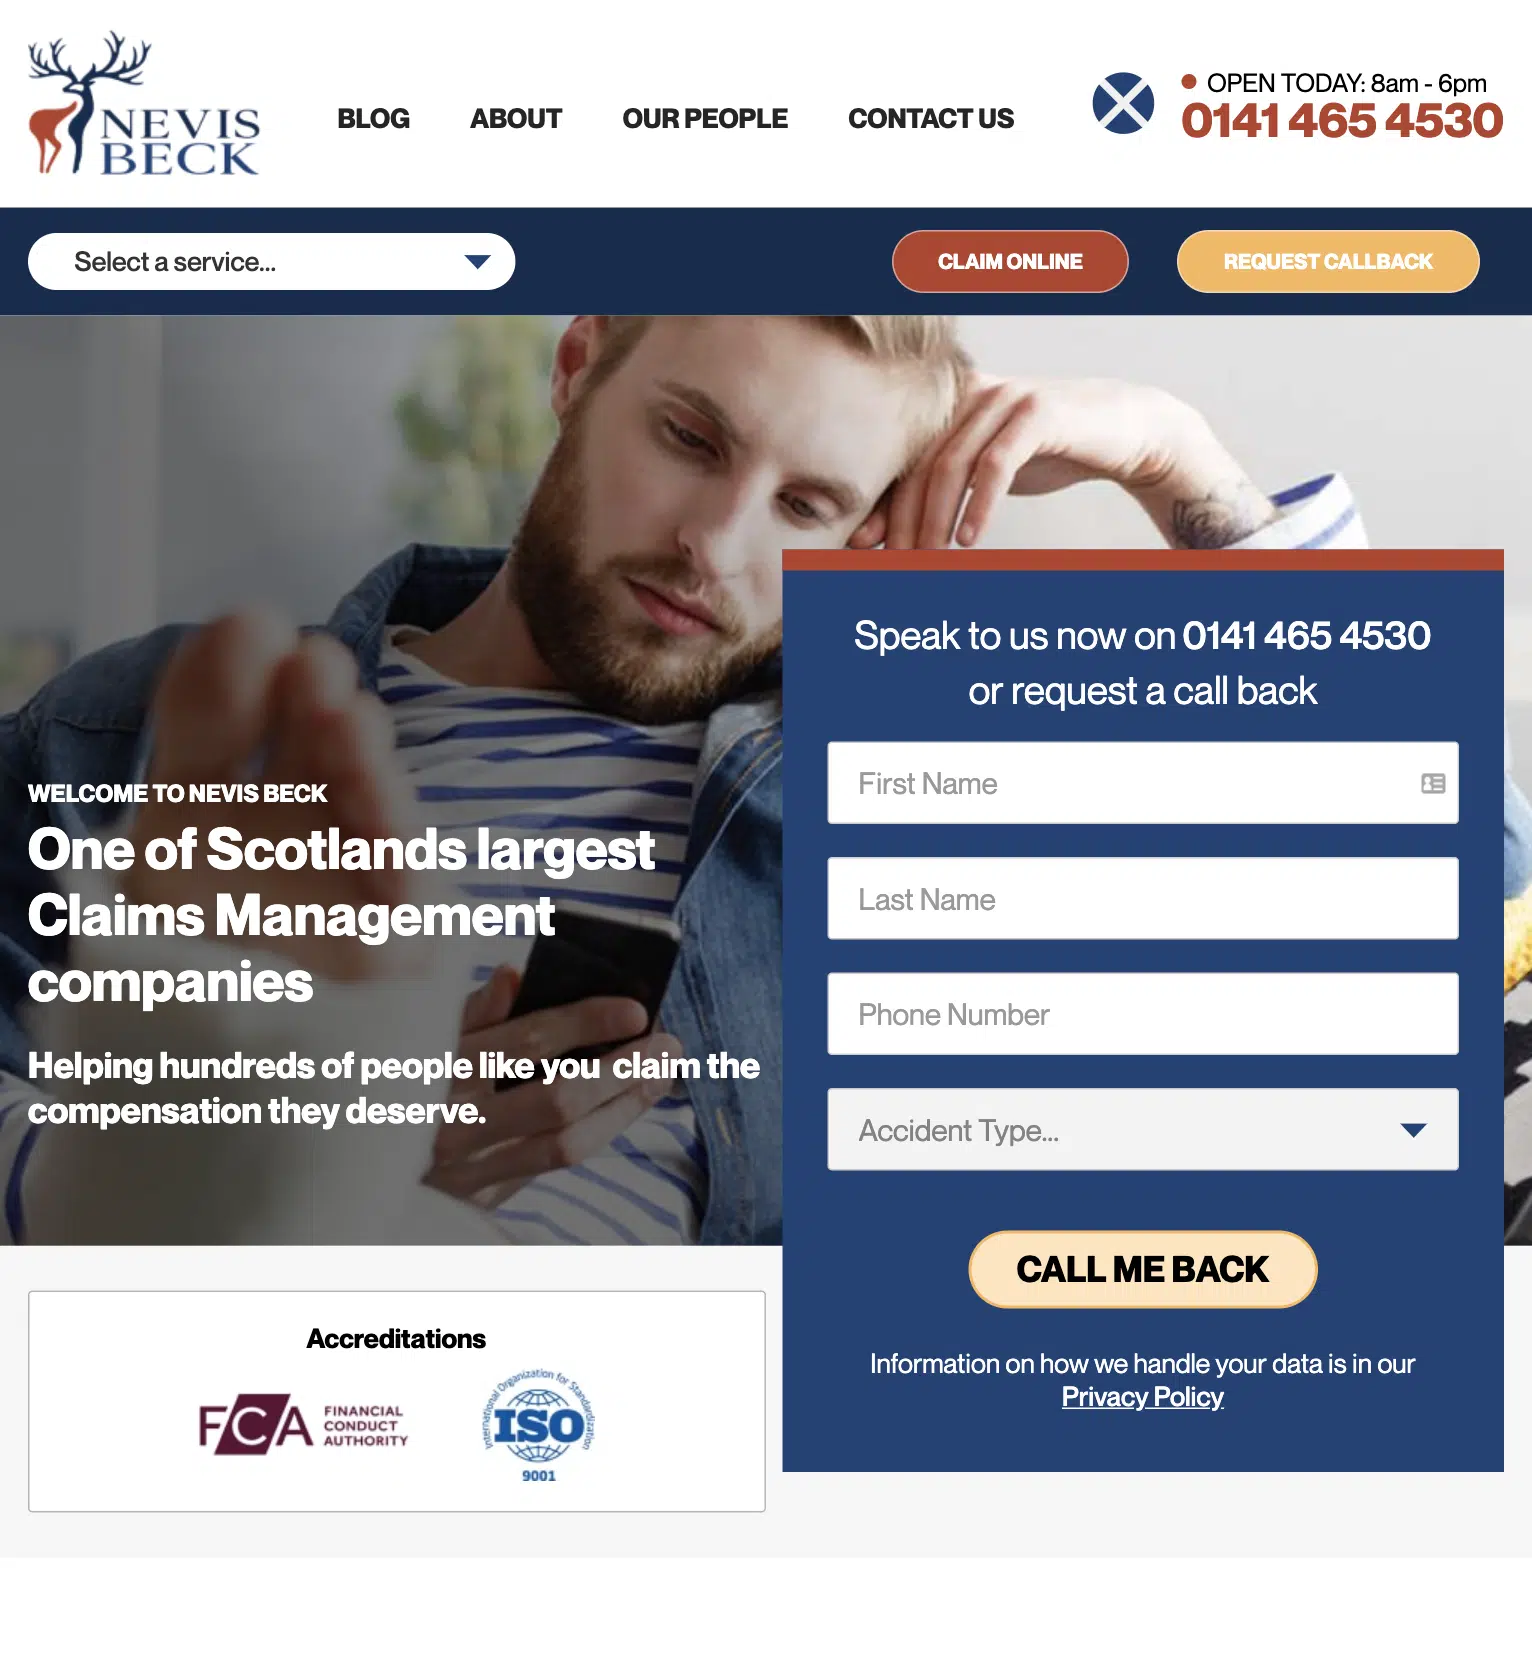 NEVIS
BECK
BLOG
ABOUT
OUR PEOPLE
CONTACT US
OPEN TODAY: 8am - 6pm
0141 465 4530
Select a service...
CLAIM ONLINE
REQUEST CALLBACK
WELCOME TO NEVIS BECK
One of Scotlands largest
Claims Management
companies
Helping hundreds of people like you  claim the
compensation they deserve.
Speak to us now on 0141 465 4530
or request a call back
First Name
Last Name
Phone Number
Accident Type...
CALL ME BACK
Information on how we handle your data is in our
Privacy Policy
Accreditations
FCA
FINANCIAL
CONDUCT
AUTHORITY
International Organization for Standardization
ISO
9001